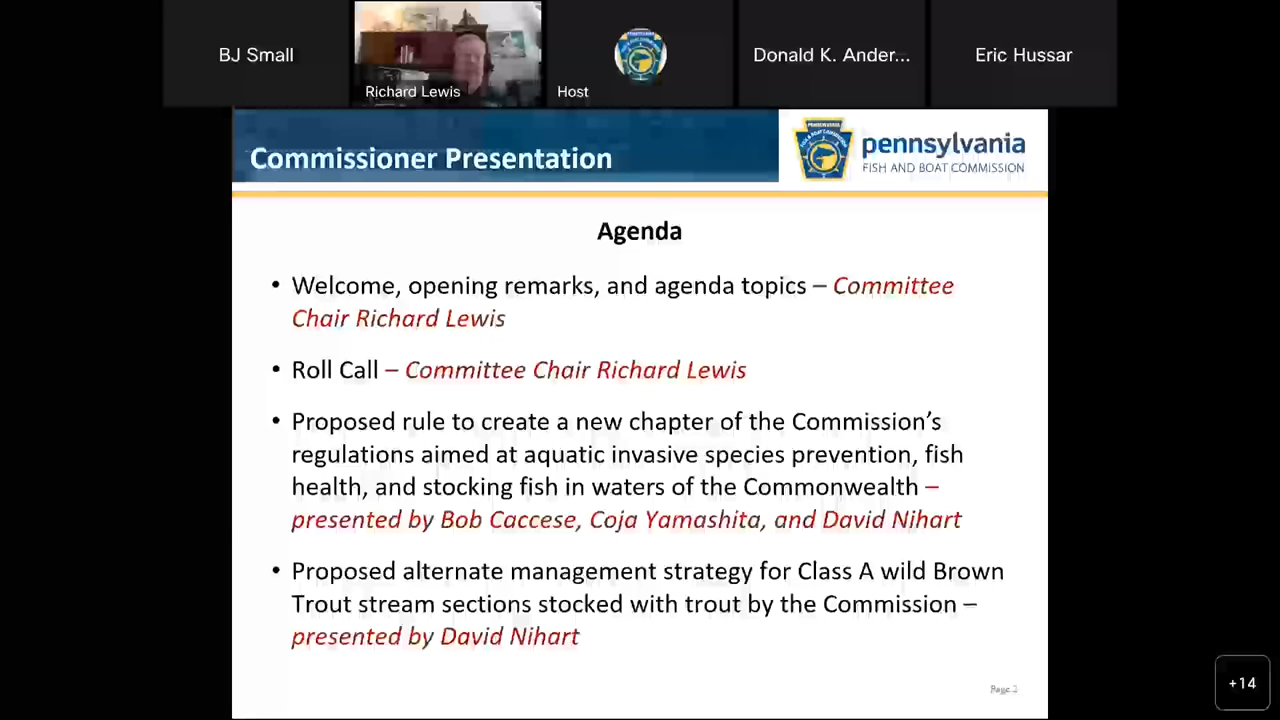 BJ Small
Richard Lewis
Host
Donald K. Ander...
Eric Hussar
Commissioner Presentation
pennsylvania
FISH AND BOAT COMMISSION
Agenda
• Welcome, opening remarks, and agenda topics – Committee
Chair Richard Lewis
• Roll Call – Committee Chair Richard Lewis
• Proposed rule to create a new chapter of the Commission’s
regulations aimed at aquatic invasive species prevention, fish
health, and stocking fish in waters of the Commonwealth –
presented by Bob Caccese, Coja Yamashita, and David Nihart
• Proposed alternate management strategy for Class A wild Brown
Trout stream sections stocked with trout by the Commission –
presented by David Nihart
Page 2
+14